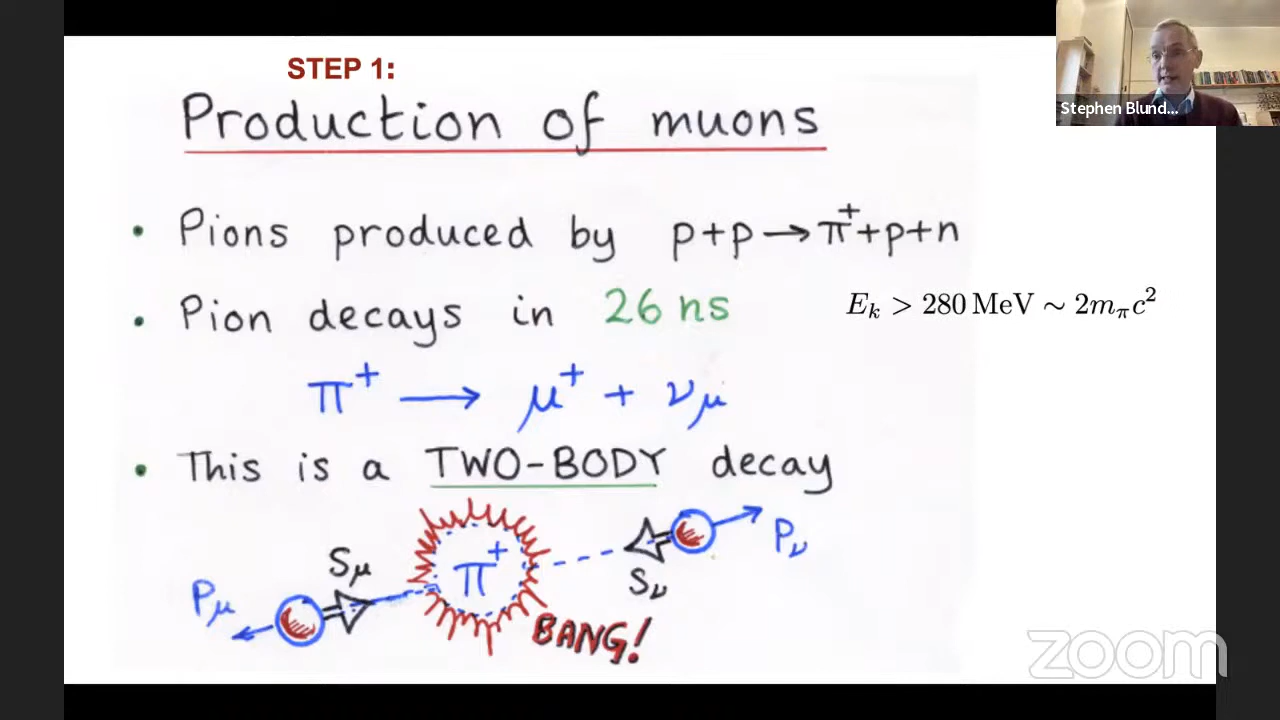 STEP 1:
Production of muons
Stephen Blund...
• Pions produced by p+p→π⁺+p+n
• Pion decays in 26 ns
E_k > 280 MeV ∼ 2m_πc²
π⁺ → μ⁺ + ν_μ
• This is a TWO-BODY decay
P_μ
S_μ
π⁺
S_ν
P_ν
BANG!
zoom